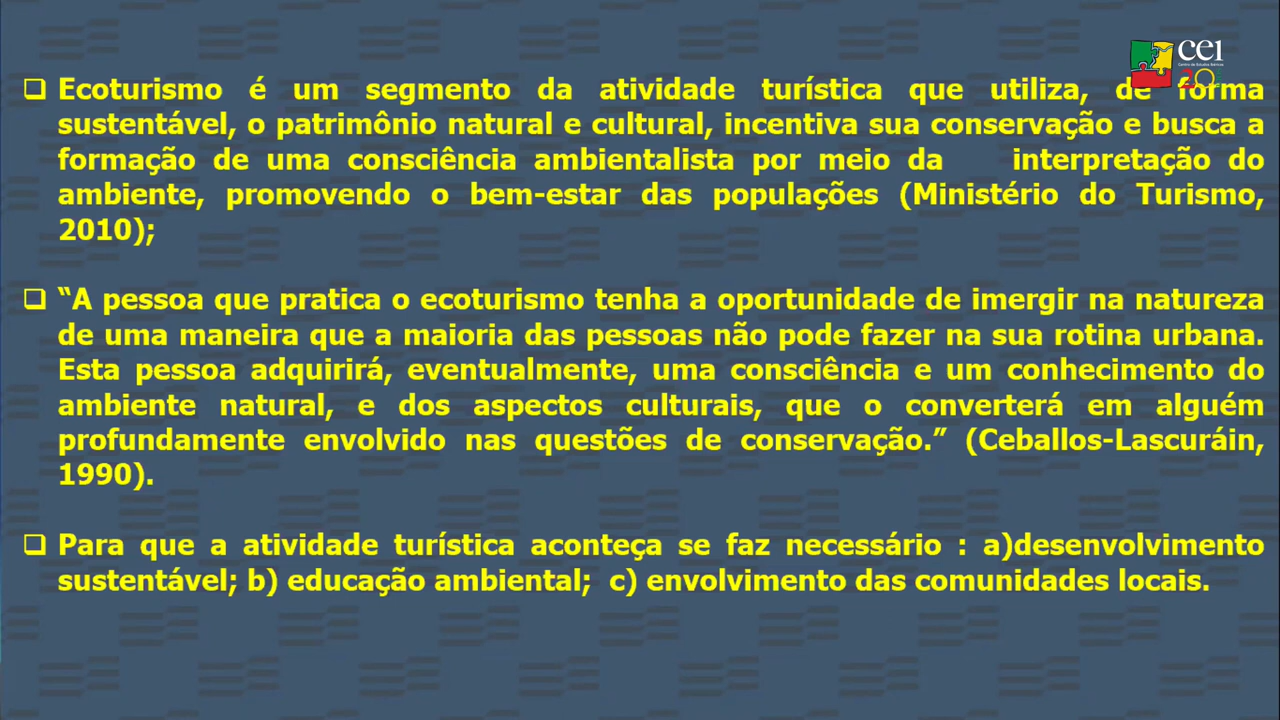 cei
Centro de Estudos Ibéricos
20
❑ Ecoturismo é um segmento da atividade turística que utiliza, de forma
sustentável, o patrimônio natural e cultural, incentiva sua conservação e busca a
formação de uma consciência ambientalista por meio da interpretação do
ambiente, promovendo o bem-estar das populações (Ministério do Turismo,
2010);
❑ “A pessoa que pratica o ecoturismo tenha a oportunidade de imergir na natureza
de uma maneira que a maioria das pessoas não pode fazer na sua rotina urbana.
Esta pessoa adquirirá, eventualmente, uma consciência e um conhecimento do
ambiente natural, e dos aspectos culturais, que o converterá em alguém
profundamente envolvido nas questões de conservação.” (Ceballos-Lascuráin,
1990).
❑ Para que a atividade turística aconteça se faz necessário : a)desenvolvimento
sustentável; b) educação ambiental; c) envolvimento das comunidades locais.